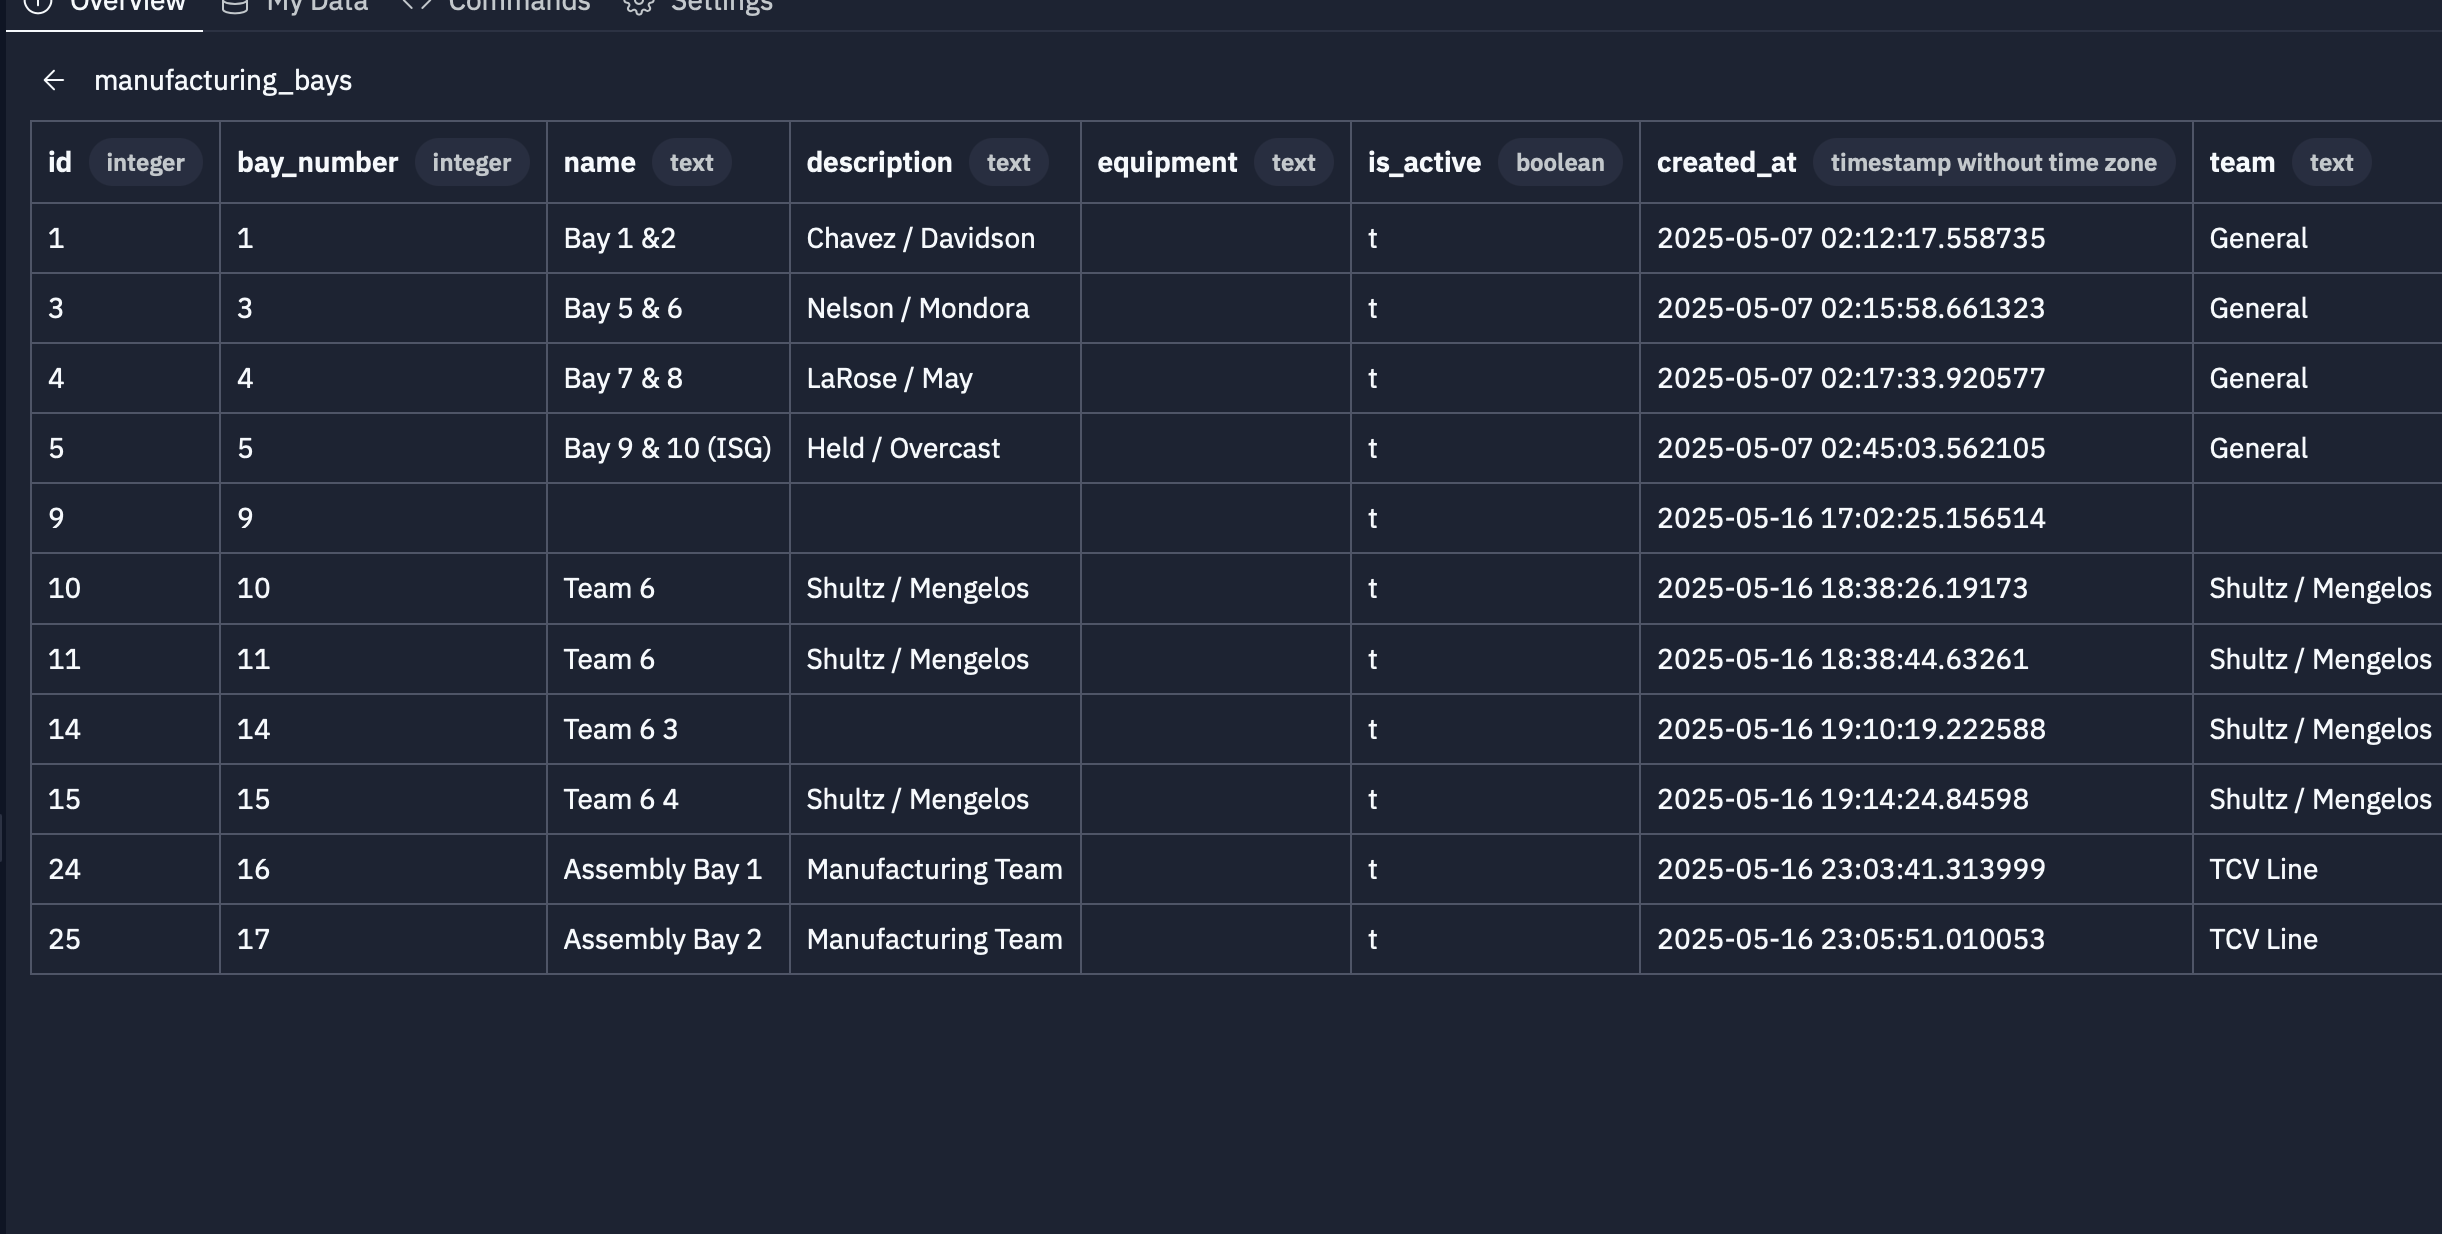 Overview My Data Commands Settings
manufacturing_bays
id integer bay_number integer name text description text equipment text is_active boolean created_at timestamp without time zone team text
1 1 Bay 1 &2 Chavez / Davidson t 2025-05-07 02:12:17.558735 General
3 3 Bay 5 & 6 Nelson / Mondora t 2025-05-07 02:15:58.661323 General
4 4 Bay 7 & 8 LaRose / May t 2025-05-07 02:17:33.920577 General
5 5 Bay 9 & 10 (ISG) Held / Overcast t 2025-05-07 02:45:03.562105 General
9 9 t 2025-05-16 17:02:25.156514
10 10 Team 6 Shultz / Mengelos t 2025-05-16 18:38:26.19173 Shultz / Mengelos
11 11 Team 6 Shultz / Mengelos t 2025-05-16 18:38:44.63261 Shultz / Mengelos
14 14 Team 6 3 t 2025-05-16 19:10:19.222588 Shultz / Mengelos
15 15 Team 6 4 Shultz / Mengelos t 2025-05-16 19:14:24.84598 Shultz / Mengelos
24 16 Assembly Bay 1 Manufacturing Team t 2025-05-16 23:03:41.313999 TCV Line
25 17 Assembly Bay 2 Manufacturing Team t 2025-05-16 23:05:51.010053 TCV Line